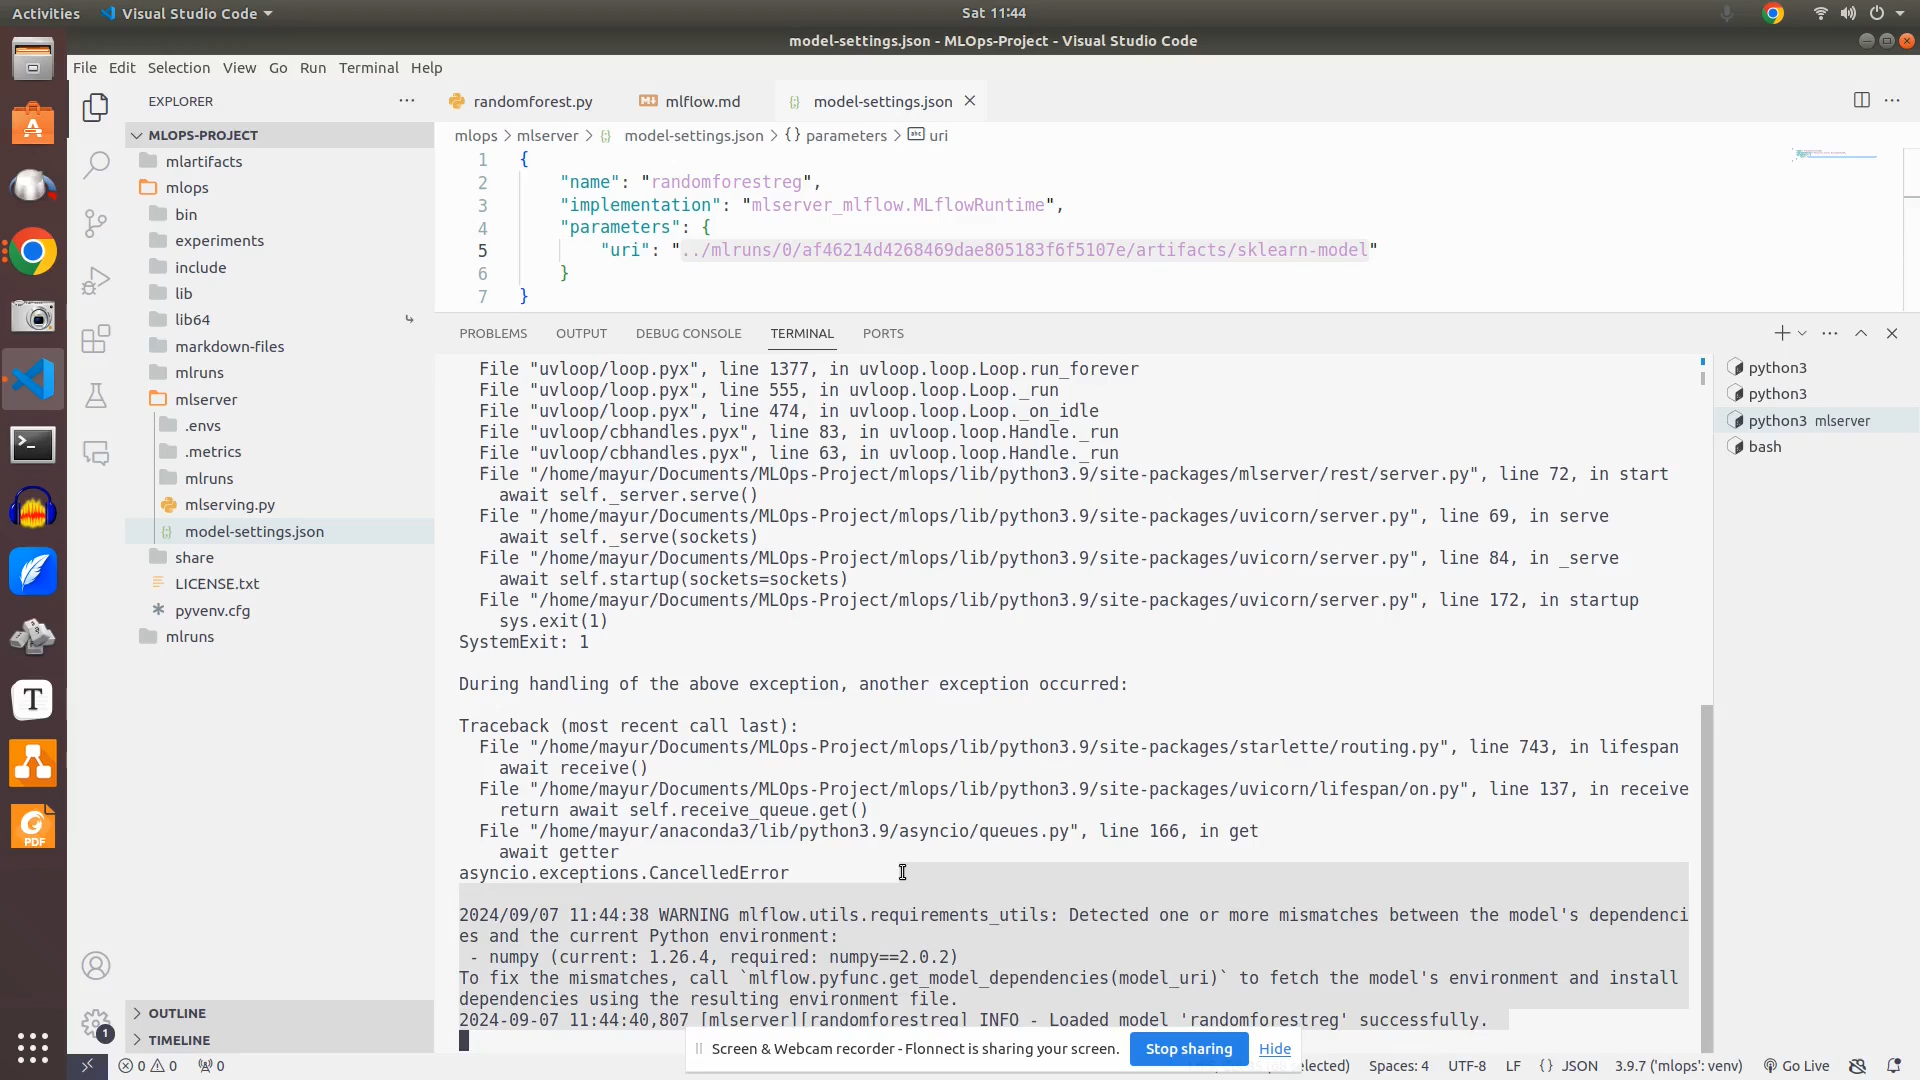 Activities
Visual Studio Code
Sat 11:44
model-settings.json - MLOps-Project - Visual Studio Code
File Edit Selection View Go Run Terminal Help
EXPLORER
MLOPS-PROJECT
mlartifacts
mlops
bin
experiments
include
lib
lib64
markdown-files
mlruns
mlserver
.envs
.metrics
mlruns
mlserving.py
model-settings.json
share
LICENSE.txt
pyvenv.cfg
mlruns
OUTLINE
TIMELINE
randomforest.py
mlflow.md
model-settings.json
mlops > mlserver > model-settings.json > {} parameters > abc uri
1 {
2 "name": "randomforestreg",
3 "implementation": "mlserver_mlflow.MLflowRuntime",
4 "parameters": {
5 "uri": "../mlruns/0/af46214d4268469dae805183f6f5107e/artifacts/sklearn-model"
6 }
7 }
PROBLEMS OUTPUT DEBUG CONSOLE TERMINAL PORTS
File "uvloop/loop.pyx", line 1377, in uvloop.loop.Loop.run_forever
File "uvloop/loop.pyx", line 555, in uvloop.loop.Loop._run
File "uvloop/loop.pyx", line 474, in uvloop.loop.Loop._on_idle
File "uvloop/cbhandles.pyx", line 83, in uvloop.loop.Handle._run
File "uvloop/cbhandles.pyx", line 63, in uvloop.loop.Handle._run
File "/home/mayur/Documents/MLOps-Project/mlops/lib/python3.9/site-packages/mlserver/rest/server.py", line 72, in start
await self._server.serve()
File "/home/mayur/Documents/MLOps-Project/mlops/lib/python3.9/site-packages/uvicorn/server.py", line 69, in serve
await self._serve(sockets)
File "/home/mayur/Documents/MLOps-Project/mlops/lib/python3.9/site-packages/uvicorn/server.py", line 84, in _serve
await self.startup(sockets=sockets)
File "/home/mayur/Documents/MLOps-Project/mlops/lib/python3.9/site-packages/uvicorn/server.py", line 172, in startup
sys.exit(1)
SystemExit: 1
During handling of the above exception, another exception occurred:
Traceback (most recent call last):
File "/home/mayur/Documents/MLOps-Project/mlops/lib/python3.9/site-packages/starlette/routing.py", line 743, in lifespan
await receive()
File "/home/mayur/Documents/MLOps-Project/mlops/lib/python3.9/site-packages/uvicorn/lifespan/on.py", line 137, in receive
return await self.receive_queue.get()
File "/home/mayur/anaconda3/lib/python3.9/asyncio/queues.py", line 166, in get
await getter
asyncio.exceptions.CancelledError
2024/09/07 11:44:38 WARNING mlflow.utils.requirements_utils: Detected one or more mismatches between the model's dependenci
es and the current Python environment:
- numpy (current: 1.26.4, required: numpy==2.0.2)
To fix the mismatches, call `mlflow.pyfunc.get_model_dependencies(model_uri)` to fetch the model's environment and install
dependencies using the resulting environment file.
2024-09-07 11:44:40,807 [mlserver][randomforestreg] INFO - Loaded model 'randomforestreg' successfully.
python3
python3
python3 mlserver
bash
Screen & Webcam recorder - Flonnect is sharing your screen.
Stop sharing
Hide
1
0 0 0
selected) Spaces: 4 UTF-8 LF {} JSON 3.9.7 ('mlops': venv) Go Live
T
PDF